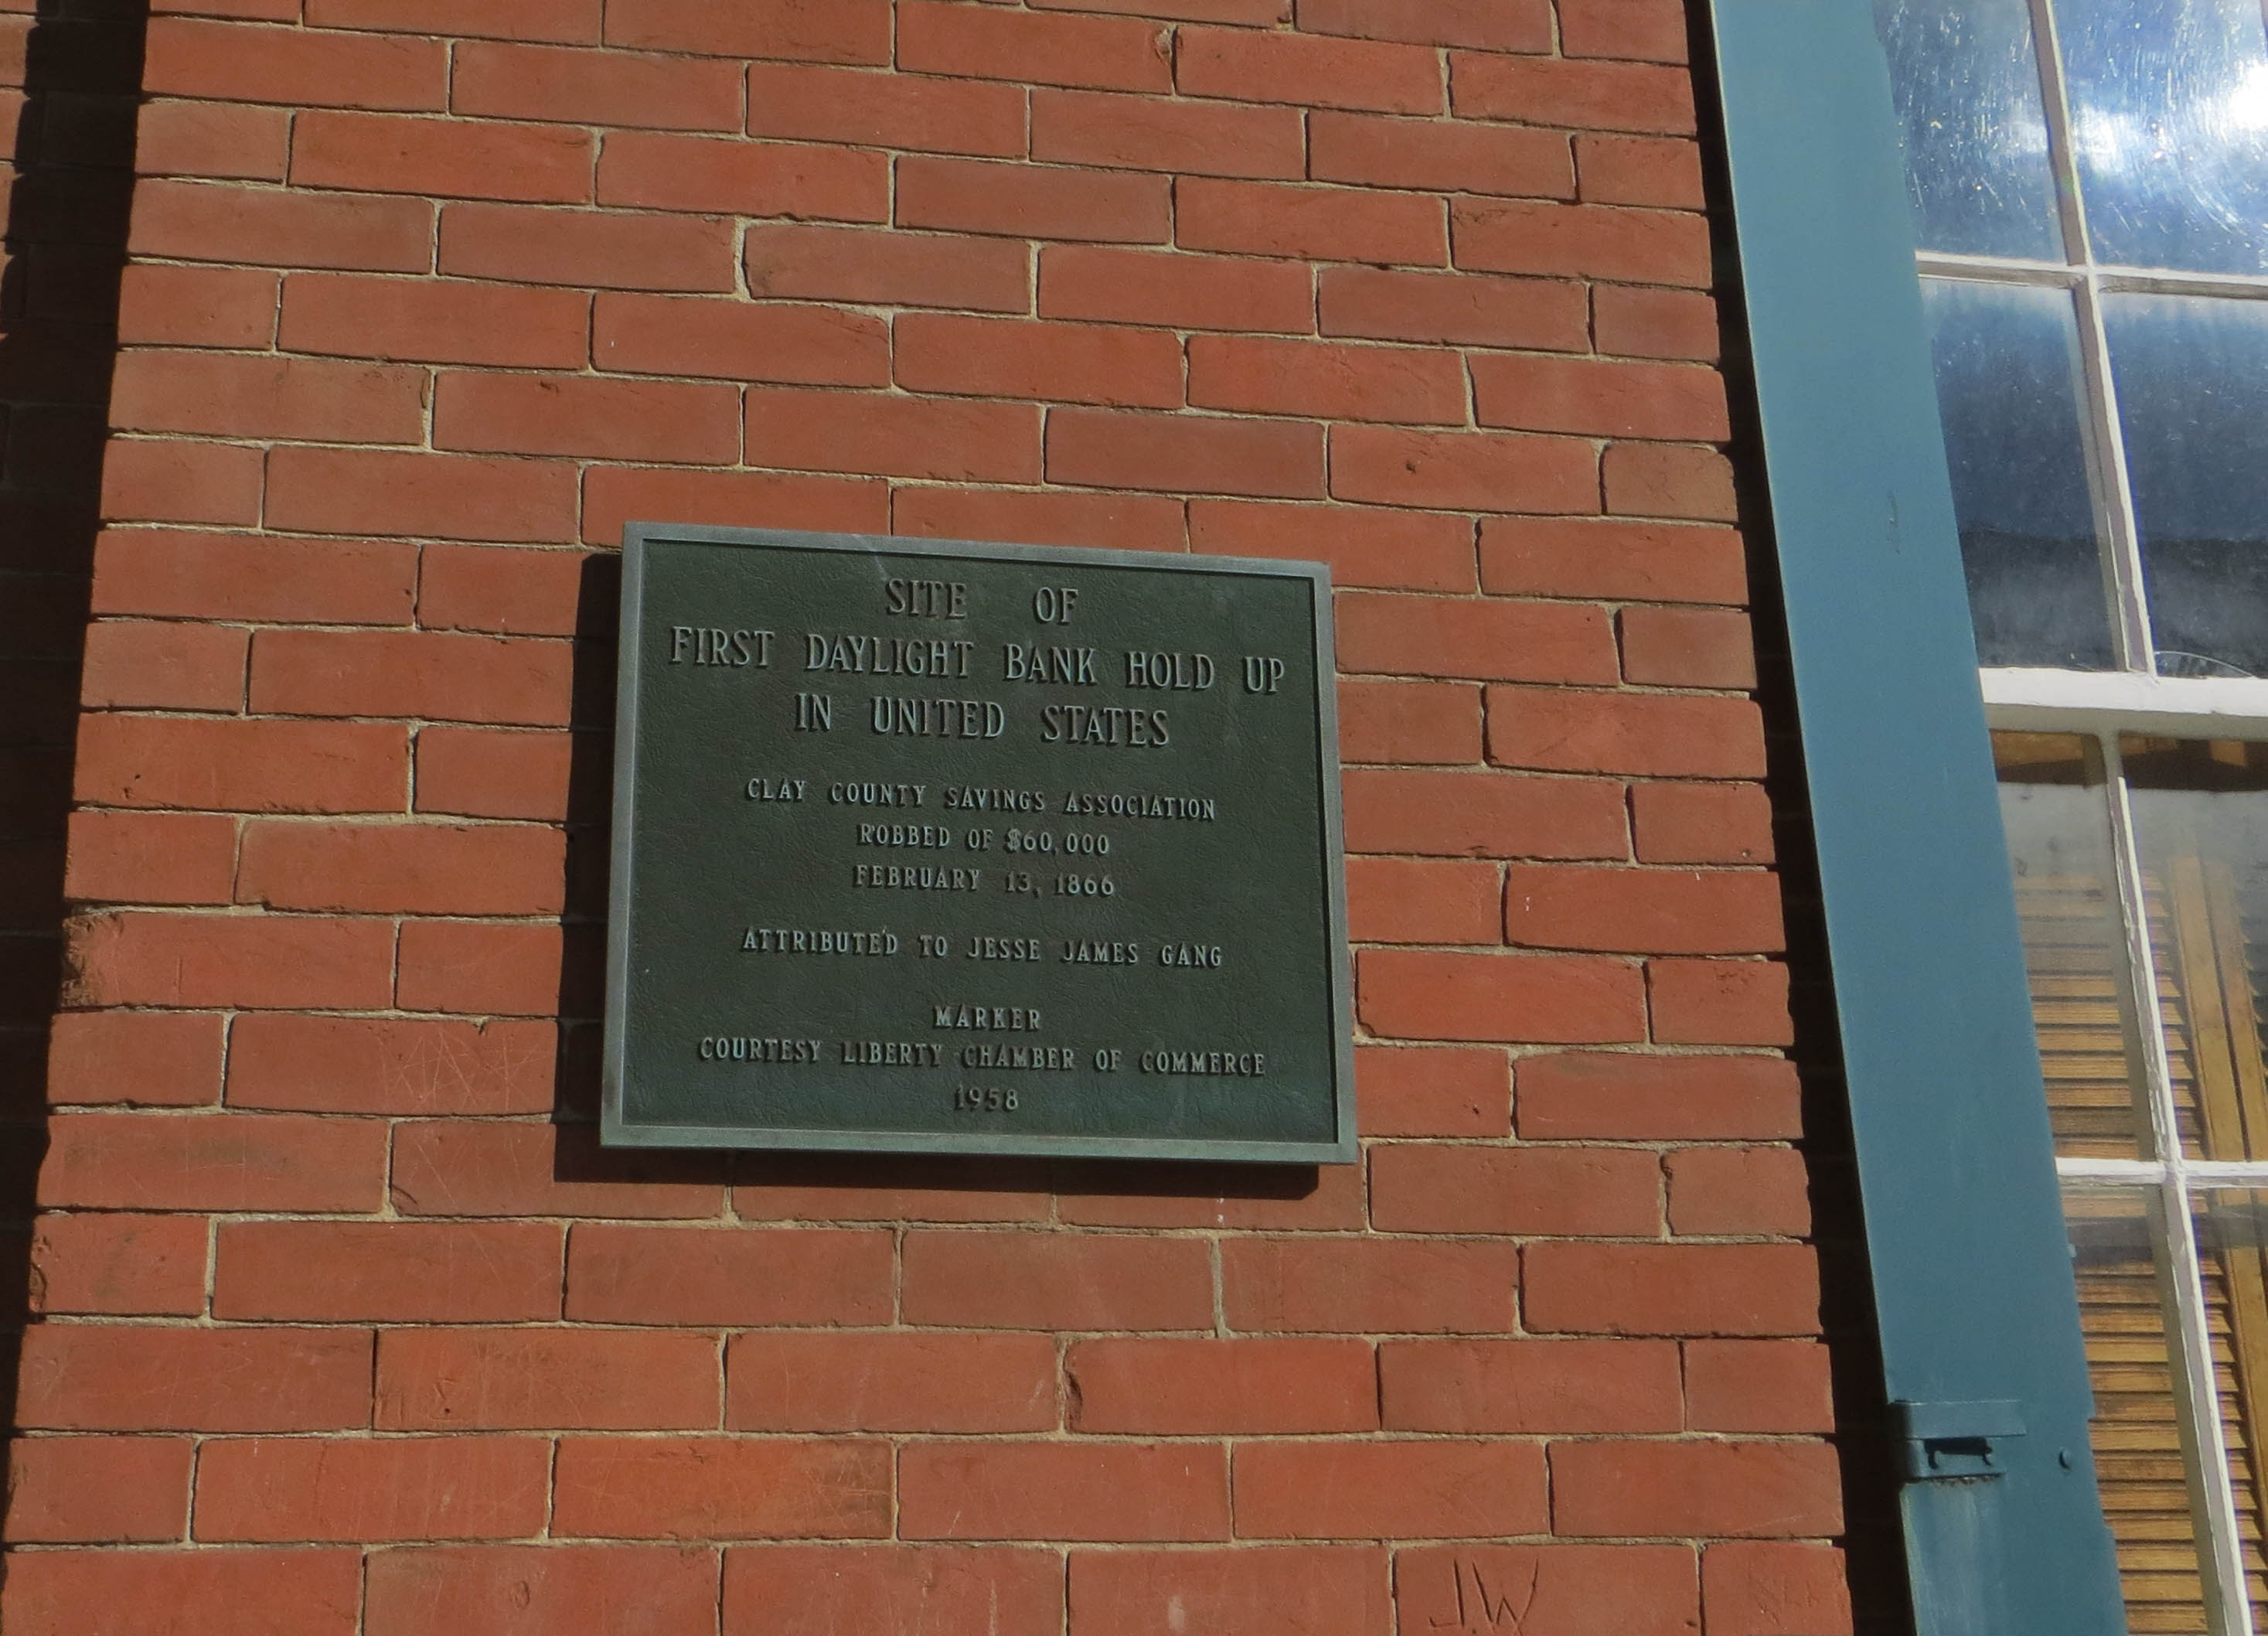 SITE OF
FIRST DAYLIGHT BANK HOLD UP
IN UNITED STATES
CLAY COUNTY SAVINGS ASSOCIATION
ROBBED OF $60,000
FEBRUARY 13, 1866
ATTRIBUTED TO JESSE JAMES GANG
MARKER
COURTESY LIBERTY CHAMBER OF COMMERCE
1958
J.W